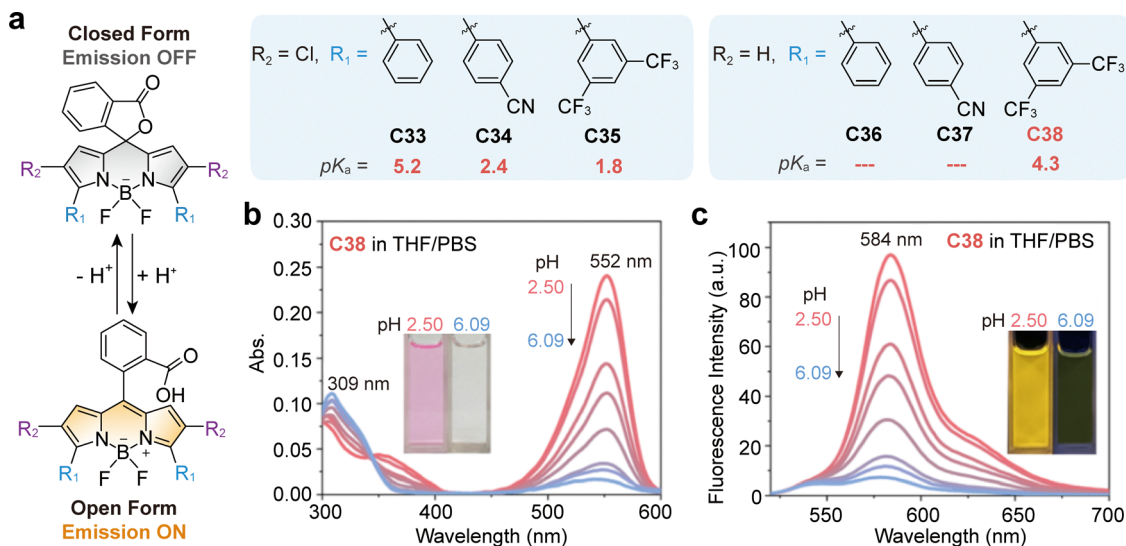 a
Closed Form
Emission OFF
O
O
R₂
R₂
N
N
B
−
R₁
F
F
R₁
- H⁺
+ H⁺
O
OH
R₂
R₂
N
N
+
B
−
R₁
F
F
R₁
Open Form
Emission ON
R₂ = Cl, R₁ =
CN
CF₃
CF₃
C33 C34 C35
pKₐ = 5.2 2.4 1.8
R₂ = H, R₁ =
CN
CF₃
CF₃
C36 C37 C38
pKₐ = --- --- 4.3
b
C38 in THF/PBS
552 nm
pH
2.50
6.09
pH 2.50 6.09
309 nm
Abs.
0.30
0.25
0.20
0.15
0.10
0.05
0.00
300 350 400 450 500 550 600
Wavelength (nm)
c
584 nm
C38 in THF/PBS
pH
2.50
6.09
pH
2.50 6.09
Fluorescence Intensity (a.u.)
100
80
60
40
20
0
550 600 650 700
Wavelength (nm)